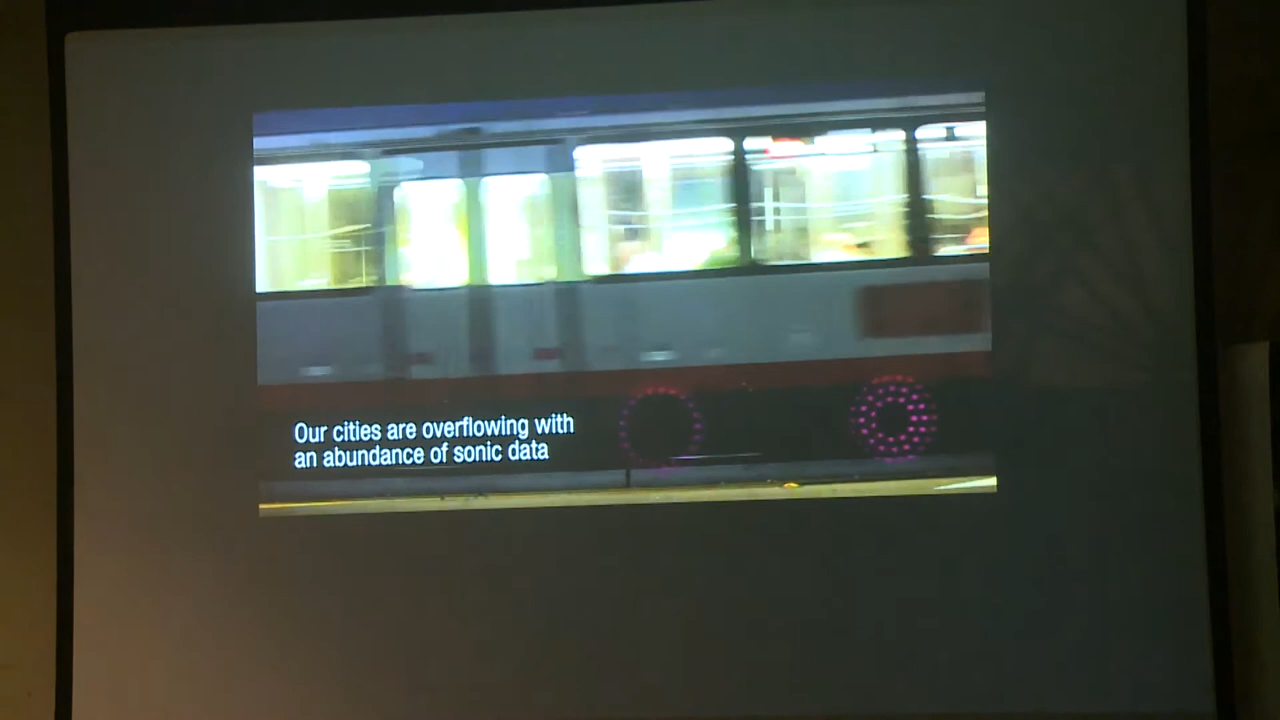 Our cities are overflowing with
an abundance of sonic data